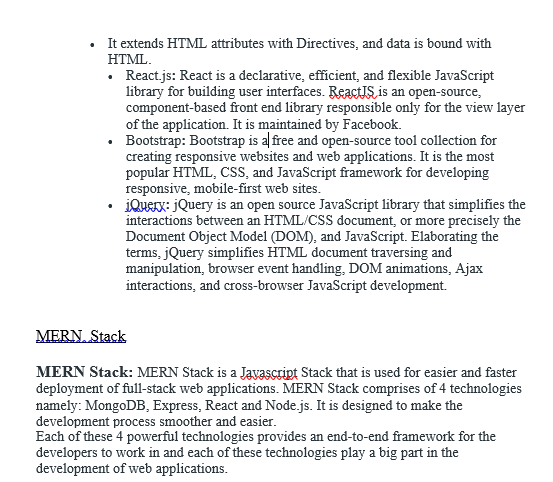 • It extends HTML attributes with Directives, and data is bound with
HTML.
• React.js: React is a declarative, efficient, and flexible JavaScript
library for building user interfaces. ReactJS is an open-source,
component-based front end library responsible only for the view layer
of the application. It is maintained by Facebook.
• Bootstrap: Bootstrap is a free and open-source tool collection for
creating responsive websites and web applications. It is the most
popular HTML, CSS, and JavaScript framework for developing
responsive, mobile-first web sites.
• jQuery: jQuery is an open source JavaScript library that simplifies the
interactions between an HTML/CSS document, or more precisely the
Document Object Model (DOM), and JavaScript. Elaborating the
terms, jQuery simplifies HTML document traversing and
manipulation, browser event handling, DOM animations, Ajax
interactions, and cross-browser JavaScript development.
MERN Stack
MERN Stack: MERN Stack is a Javascript Stack that is used for easier and faster
deployment of full-stack web applications. MERN Stack comprises of 4 technologies
namely: MongoDB, Express, React and Node.js. It is designed to make the
development process smoother and easier.
Each of these 4 powerful technologies provides an end-to-end framework for the
developers to work in and each of these technologies play a big part in the
development of web applications.